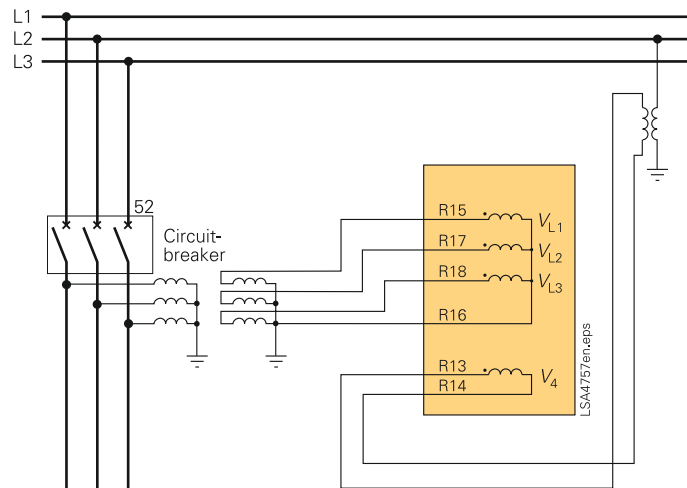 L1
L2
L3
52
Circuit-
breaker
R15
VL1
R17
VL2
R18
VL3
R16
R13
V4
R14
LSA4757en.eps